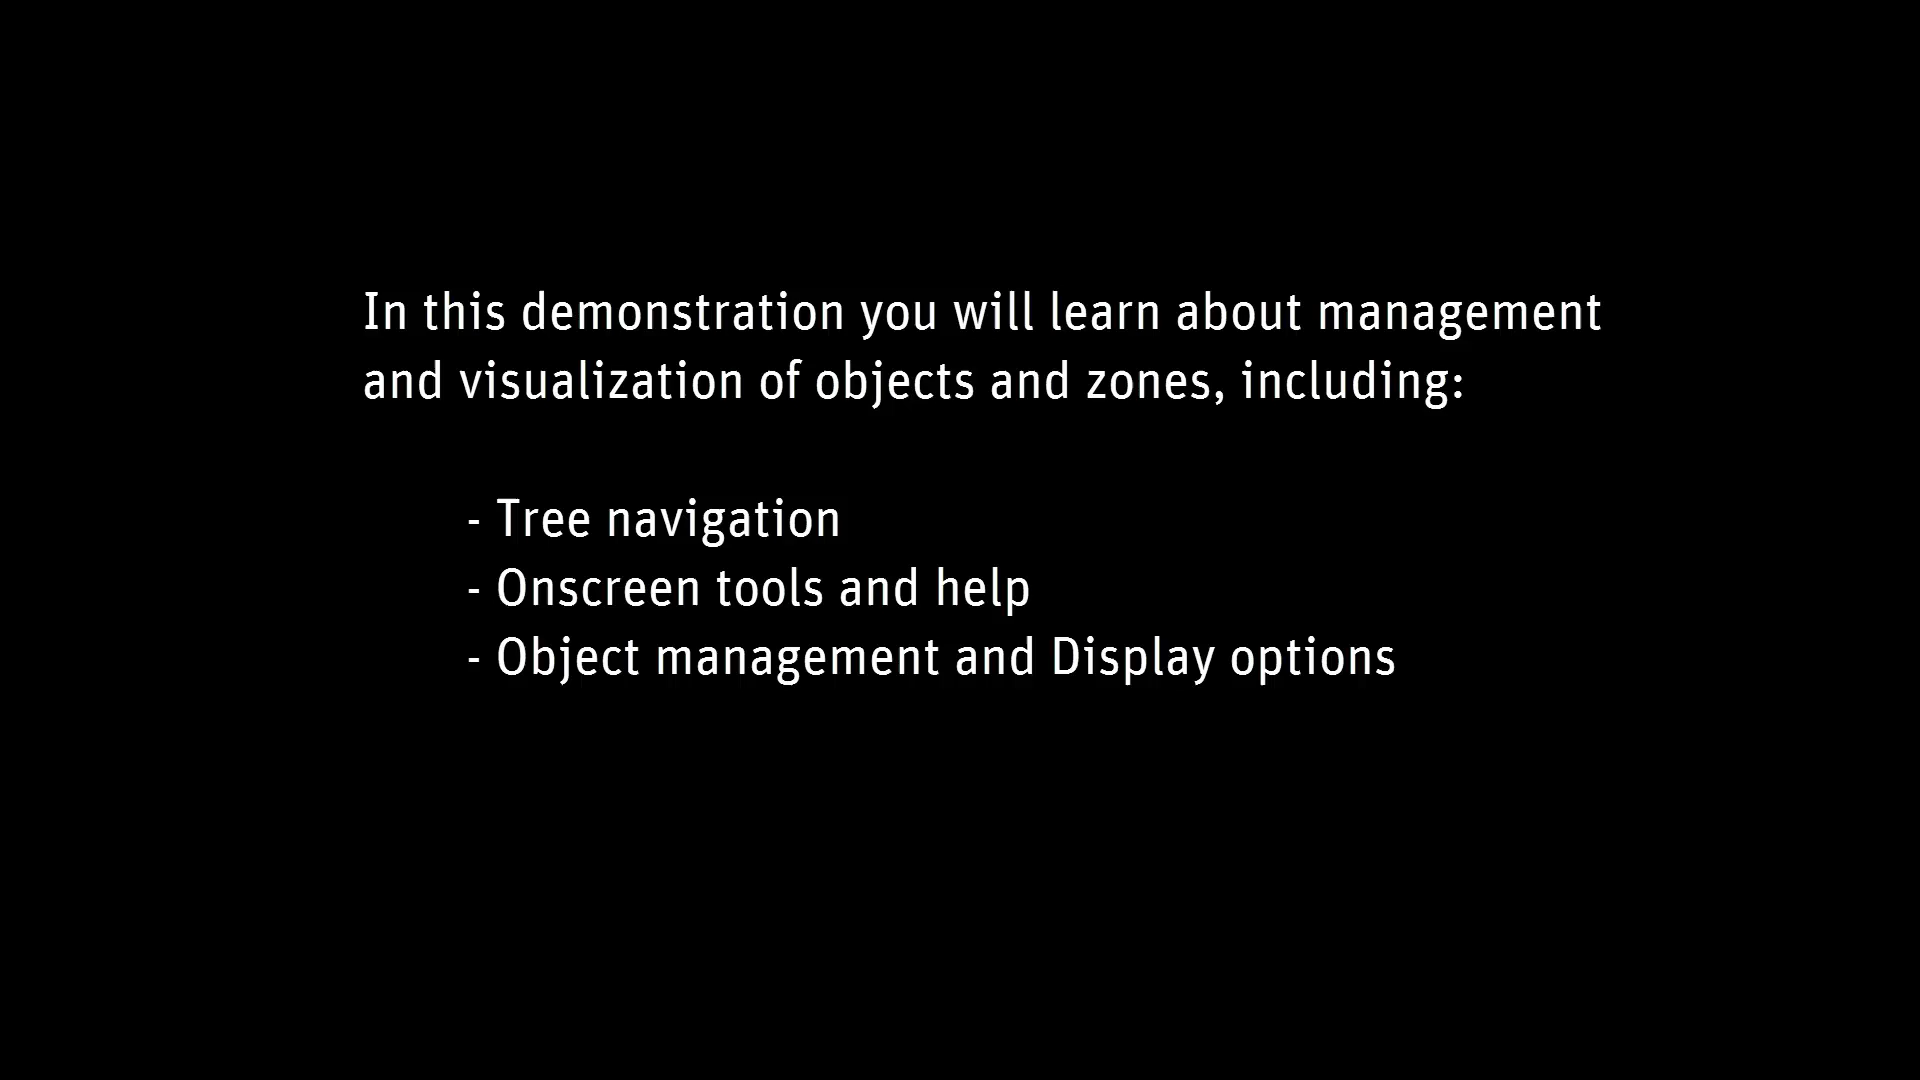 In this demonstration you will learn about management
and visualization of objects and zones, including:
- Tree navigation
- Onscreen tools and help
- Object management and Display options